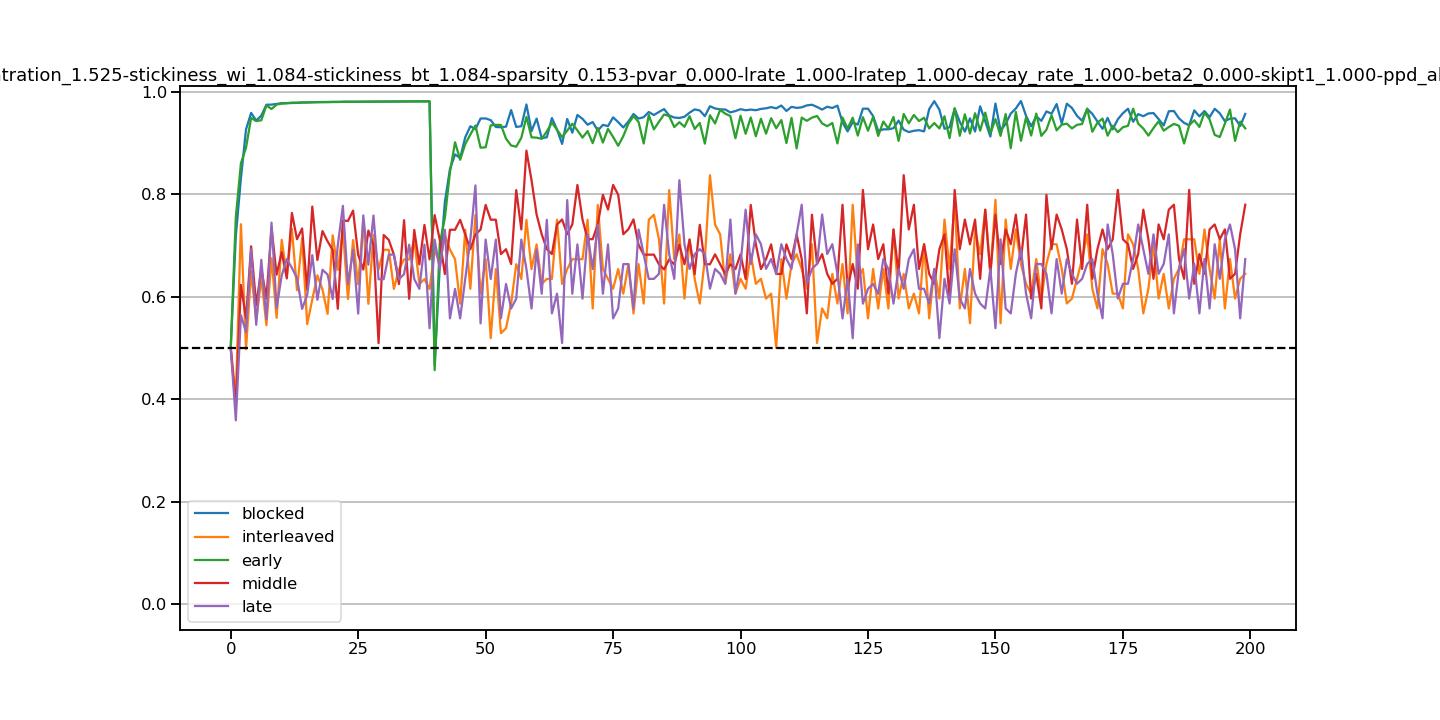 tration_1.525-stickiness_wi_1.084-stickiness_bt_1.084-sparsity_0.153-pvar_0.000-lrate_1.000-lratep_1.000-decay_rate_1.000-beta2_0.000-skipt1_1.000-ppd_al
1.0
0.8
0.6
0.4
0.2
0.0
blocked
interleaved
early
middle
late
0 25 50 75 100 125 150 175 200